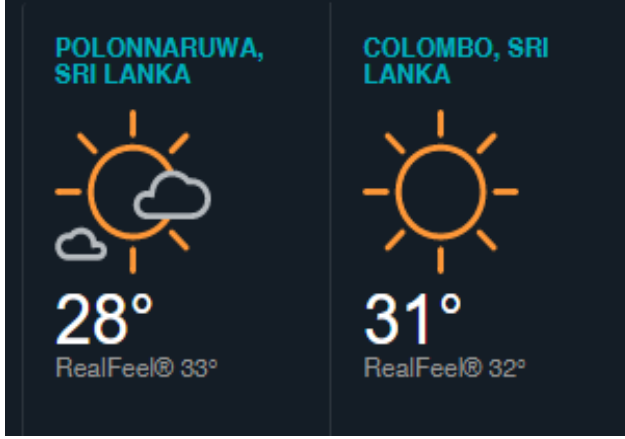 POLONNARUWA,
SRI LANKA
28°
RealFeel® 33°
COLOMBO, SRI
LANKA
31°
RealFeel® 32°